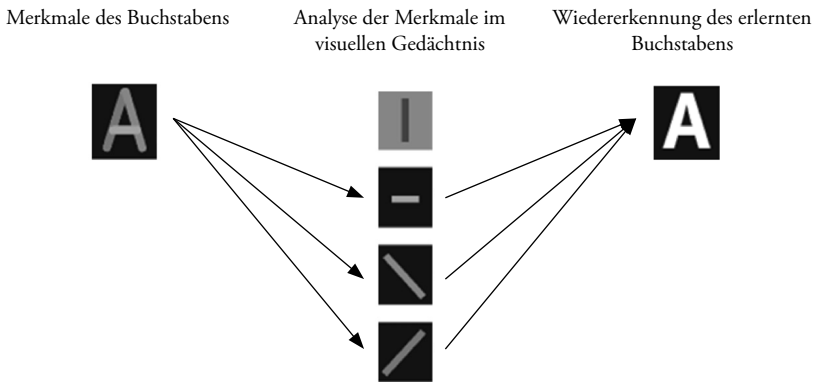 Merkmale des Buchstabens
Analyse der Merkmale im
visuellen Gedächtnis
Wiedererkennung des erlernten
Buchstabens
A
A